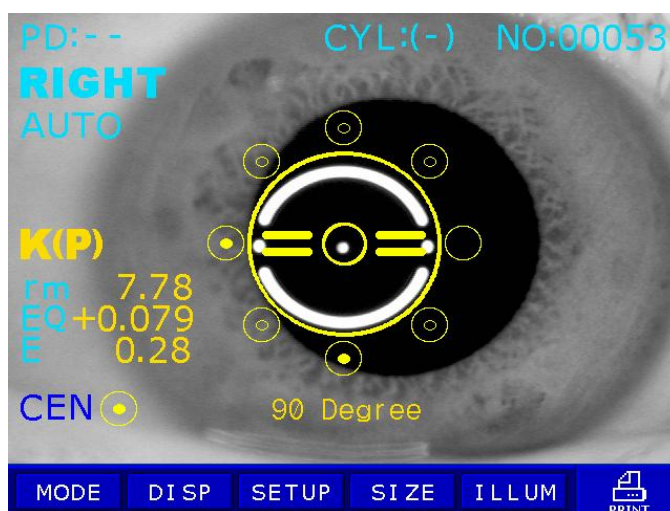 PD:-- CYL:(-) NO:00053
RIGHT
AUTO
K(P)
rm 7.78
EQ+0.079
E 0.28
CEN
90 Degree
MODE DISP SETUP SIZE ILLUM PRINT